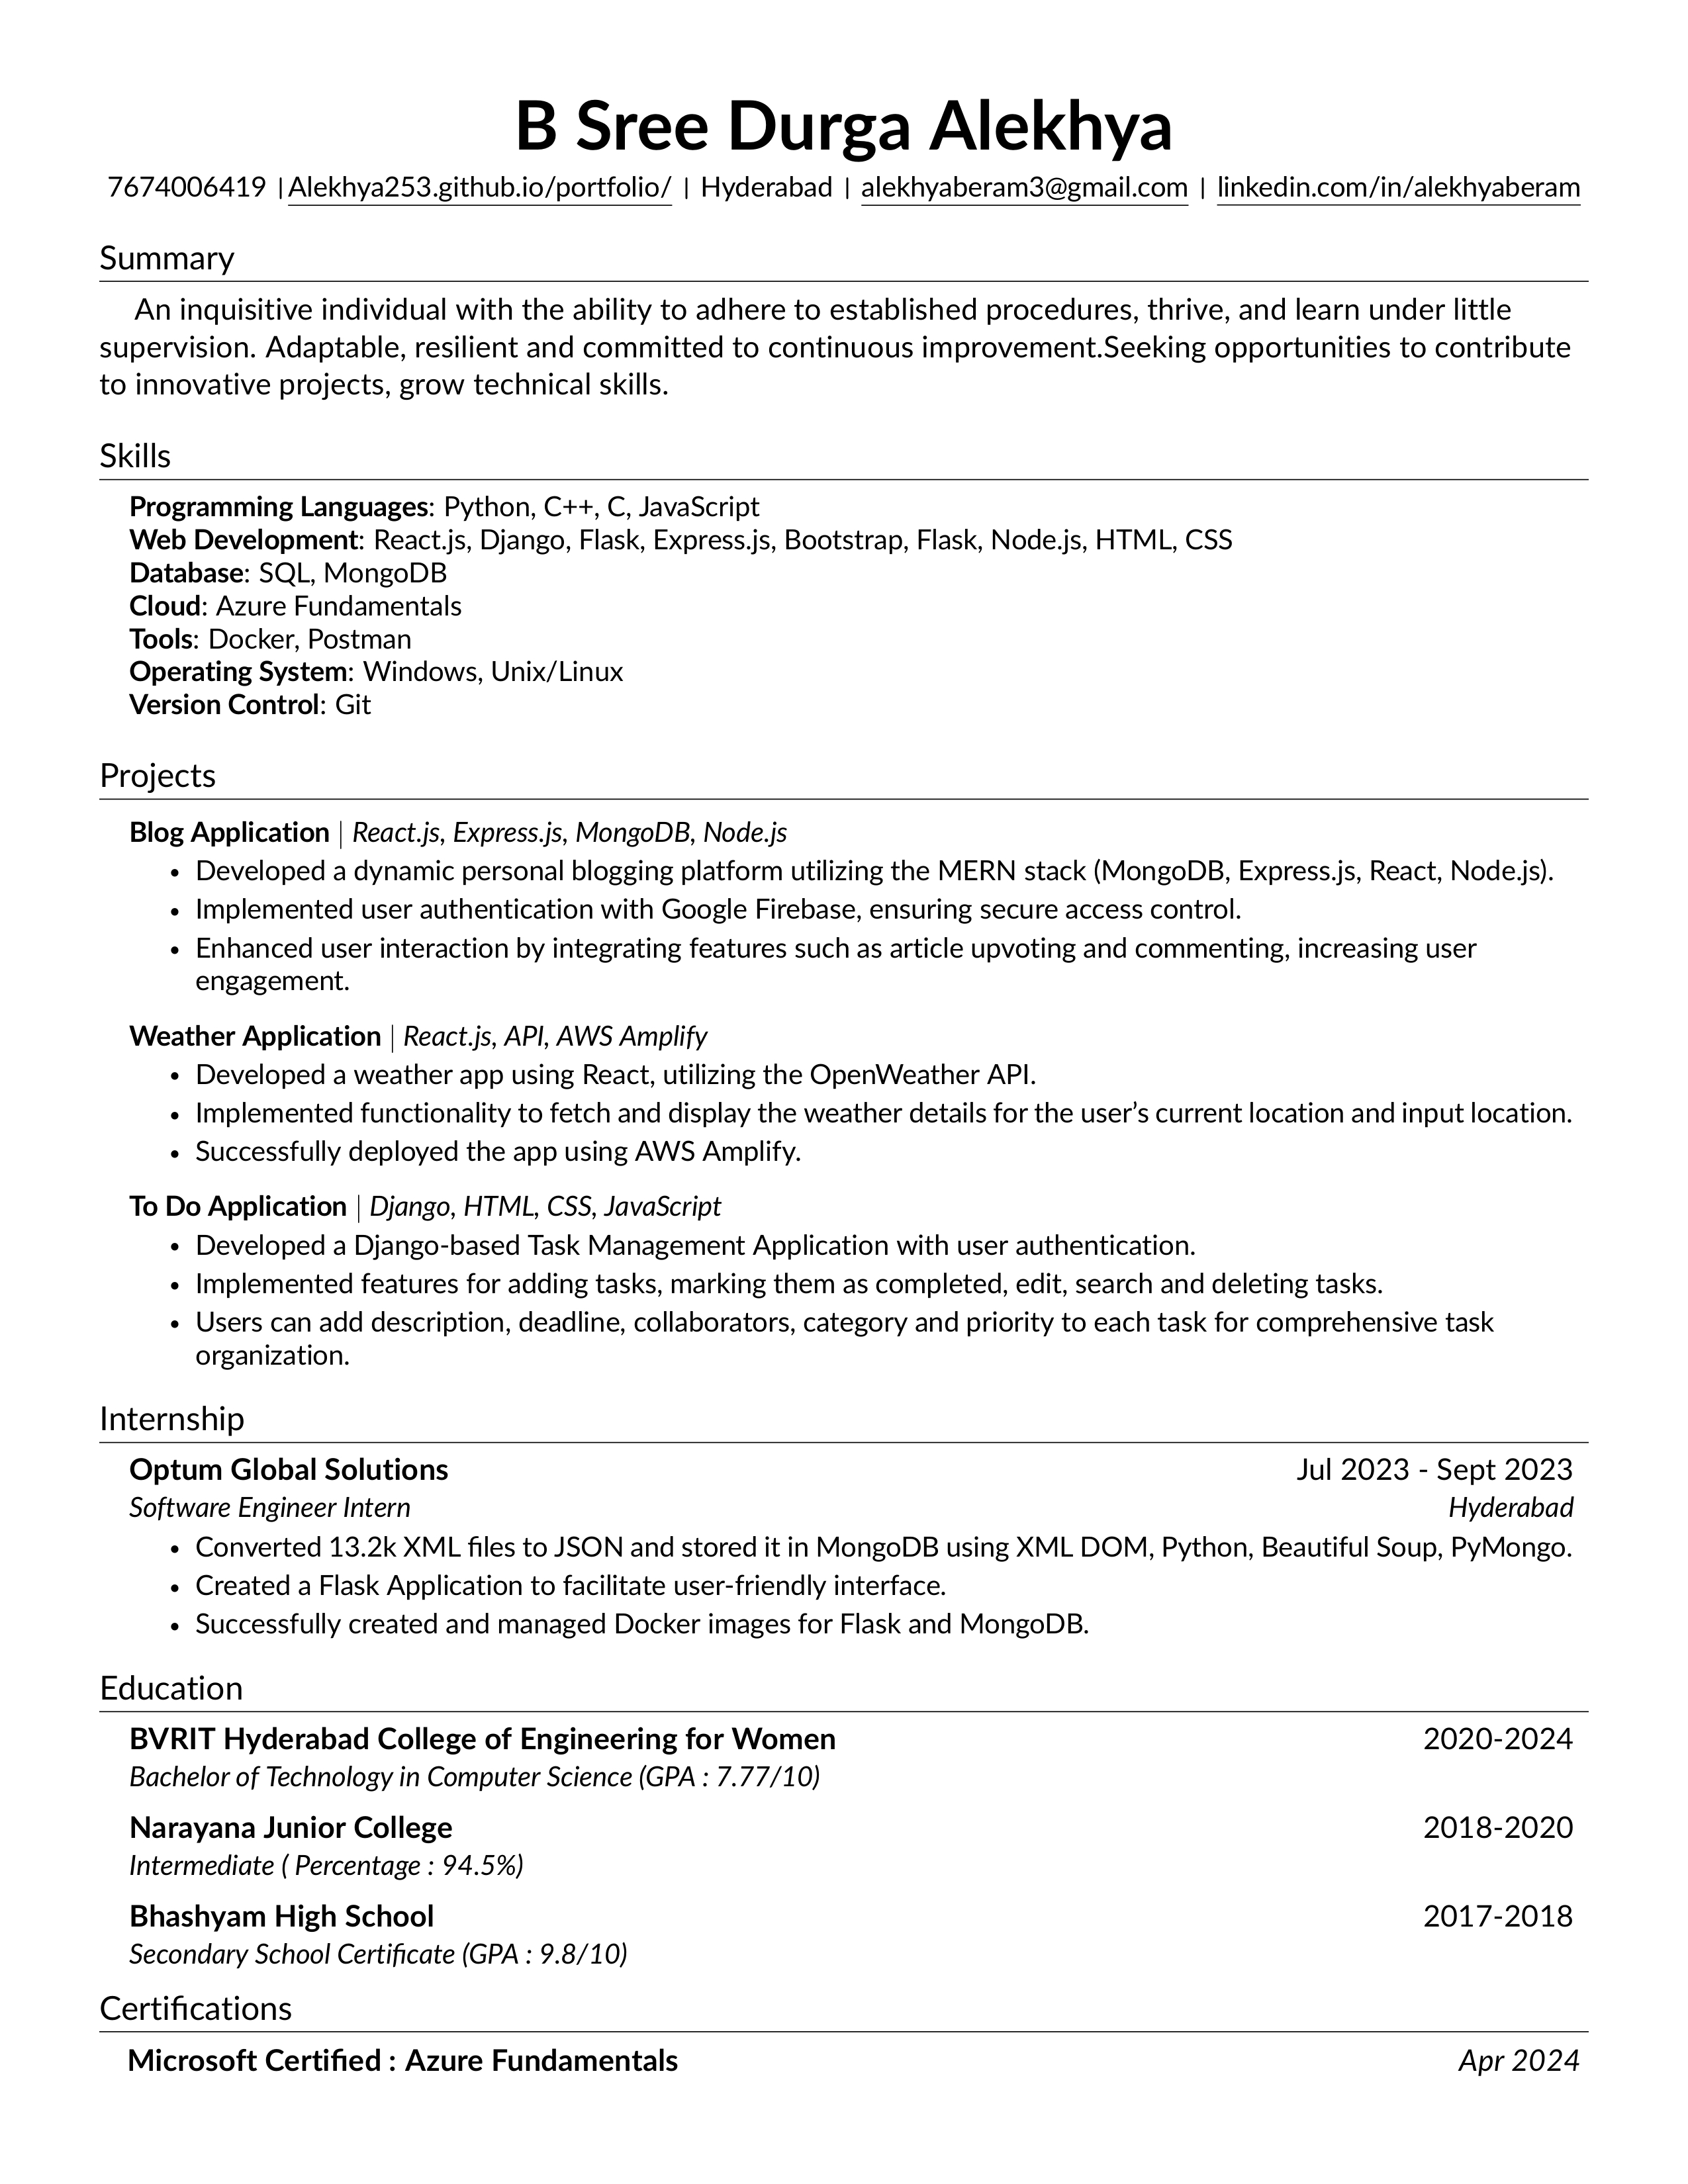 B Sree Durga Alekhya
7674006419 |Alekhya253.github.io/portfolio/ | Hyderabad | alekhyaberam3@gmail.com | linkedin.com/in/alekhyaberam
Summary
An inquisitive individual with the ability to adhere to established procedures, thrive, and learn under little
supervision. Adaptable, resilient and committed to continuous improvement.Seeking opportunities to contribute
to innovative projects, grow technical skills.
Skills
Programming Languages: Python, C++, C, JavaScript
Web Development: React.js, Django, Flask, Express.js, Bootstrap, Flask, Node.js, HTML, CSS
Database: SQL, MongoDB
Cloud: Azure Fundamentals
Tools: Docker, Postman
Operating System: Windows, Unix/Linux
Version Control: Git
Projects
Blog Application | React.js, Express.js, MongoDB, Node.js
• Developed a dynamic personal blogging platform utilizing the MERN stack (MongoDB, Express.js, React, Node.js).
• Implemented user authentication with Google Firebase, ensuring secure access control.
• Enhanced user interaction by integrating features such as article upvoting and commenting, increasing user
engagement.
Weather Application | React.js, API, AWS Amplify
• Developed a weather app using React, utilizing the OpenWeather API.
• Implemented functionality to fetch and display the weather details for the user's current location and input location.
• Successfully deployed the app using AWS Amplify.
To Do Application | Django, HTML, CSS, JavaScript
• Developed a Django-based Task Management Application with user authentication.
• Implemented features for adding tasks, marking them as completed, edit, search and deleting tasks.
• Users can add description, deadline, collaborators, category and priority to each task for comprehensive task
organization.
Internship
Optum Global Solutions Jul 2023 - Sept 2023
Software Engineer Intern Hyderabad
• Converted 13.2k XML files to JSON and stored it in MongoDB using XML DOM, Python, Beautiful Soup, PyMongo.
• Created a Flask Application to facilitate user-friendly interface.
• Successfully created and managed Docker images for Flask and MongoDB.
Education
BVRIT Hyderabad College of Engineering for Women 2020-2024
Bachelor of Technology in Computer Science (GPA : 7.77/10)
Narayana Junior College 2018-2020
Intermediate ( Percentage : 94.5%)
Bhashyam High School 2017-2018
Secondary School Certificate (GPA : 9.8/10)
Certifications
Microsoft Certified : Azure Fundamentals Apr 2024